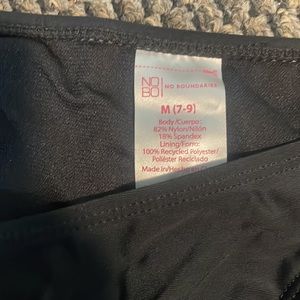 NO
BO
NO BOUNDARIES
M (7-9)
Body/Cuerpo:
82% Nylon/Nilón
18% Spandex
Lining/Forro:
100% Recycled Polyester/
Poliéster Reciclado
Made in/Hecho en